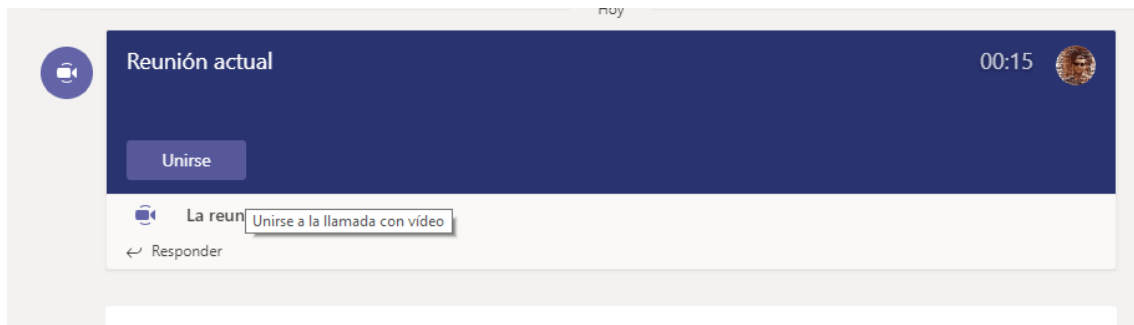 Hoy
Reunión actual
00:15
Unirse
La reun
Unirse a la llamada con vídeo
Responder